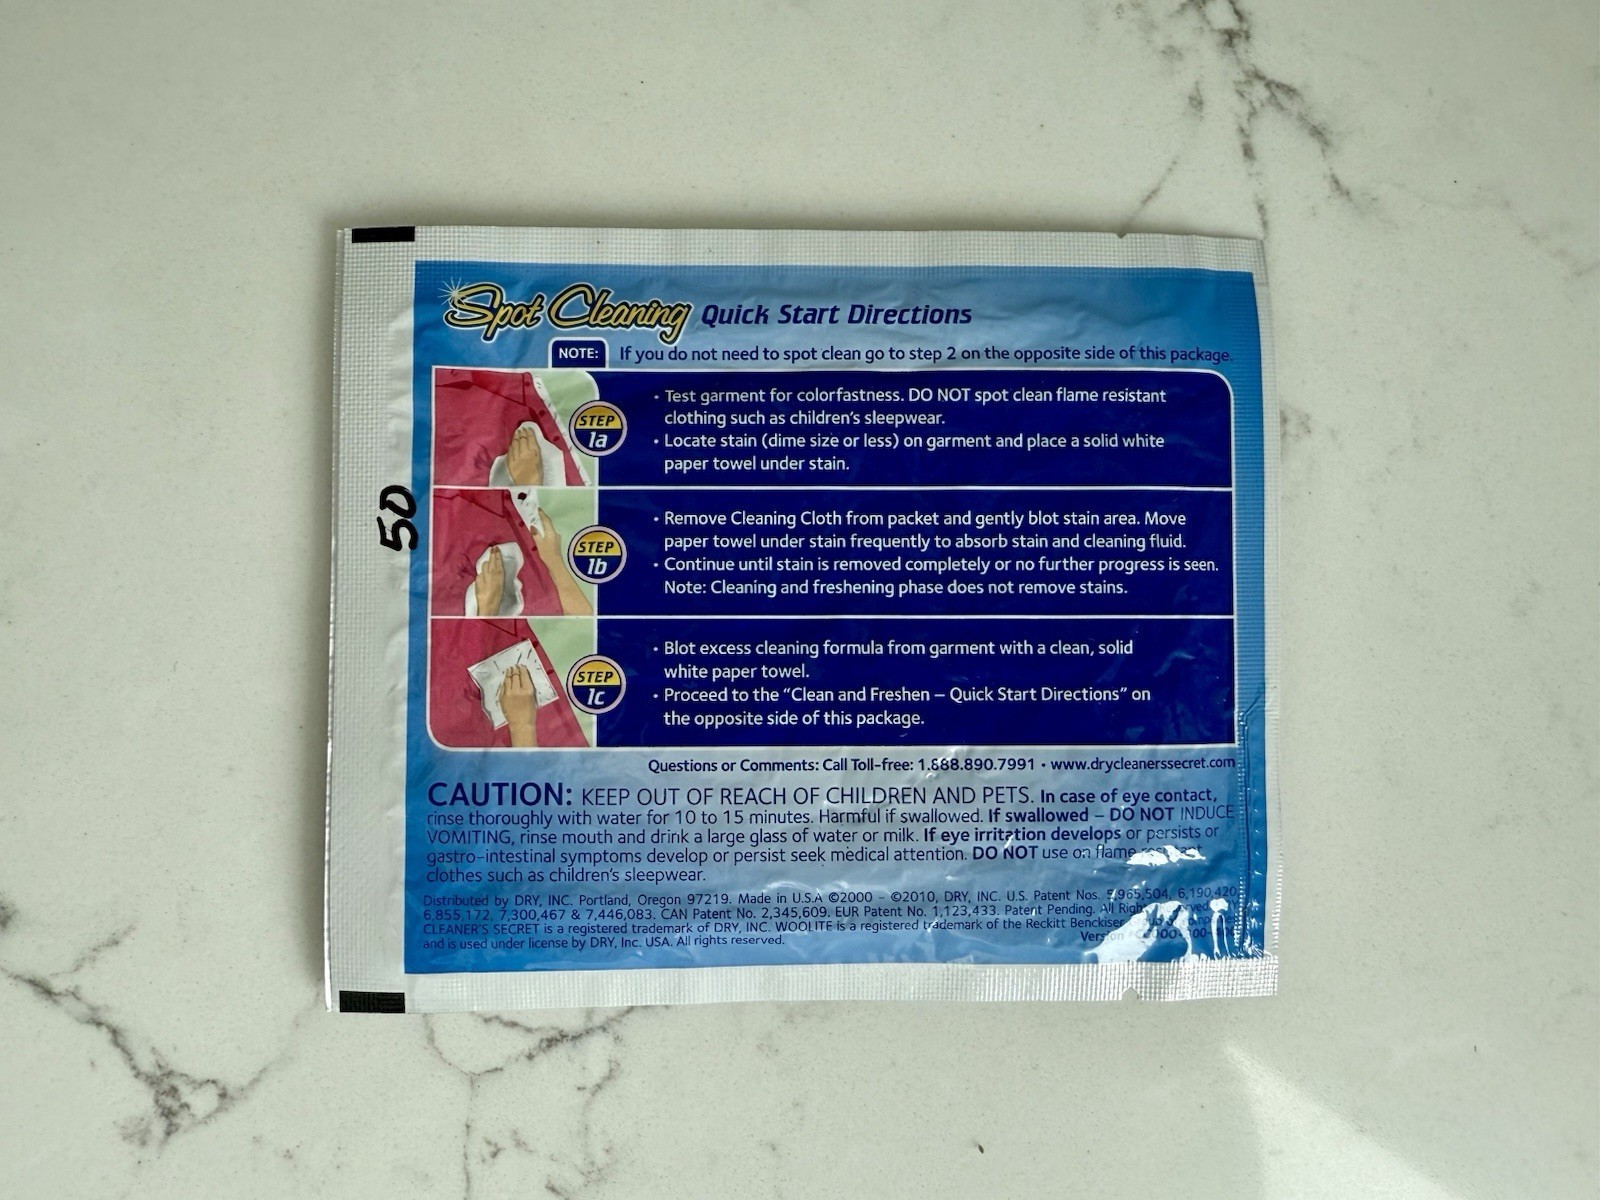 Spot Cleaning Quick Start Directions
NOTE: If you do not need to spot clean go to step 2 on the opposite side of this package.
STEP 1a
• Test garment for colorfastness. DO NOT spot clean flame resistant
clothing such as children's sleepwear.
• Locate stain (dime size or less) on garment and place a solid white
paper towel under stain.
STEP 1b
• Remove Cleaning Cloth from packet and gently blot stain area. Move
paper towel under stain frequently to absorb stain and cleaning fluid.
• Continue until stain is removed completely or no further progress is seen.
Note: Cleaning and freshening phase does not remove stains.
STEP 1c
• Blot excess cleaning formula from garment with a clean, solid
white paper towel.
• Proceed to the “Clean and Freshen – Quick Start Directions” on
the opposite side of this package.
50
Questions or Comments: Call Toll-free: 1.888.890.7991 • www.drycleanerssecret.com
CAUTION: KEEP OUT OF REACH OF CHILDREN AND PETS. In case of eye contact,
rinse thoroughly with water for 10 to 15 minutes. Harmful if swallowed. If swallowed – DO NOT INDUCE
VOMITING, rinse mouth and drink a large glass of water or milk. If eye irritation develops or persists or
gastro-intestinal symptoms develop or persist seek medical attention. DO NOT use on flame
clothes such as children's sleepwear.
Distributed by DRY, INC. Portland, Oregon 97219. Made in U.S.A ©2000 - ©2010, DRY, INC. U.S. Patent Nos. 5,965,504, 6,190,420,
6,855,172, 7,300,467 & 7,446,083. CAN Patent No. 2,345,609. EUR Patent No. 1,123,433. Patent Pending. All
CLEANER'S SECRET is a registered trademark of DRY, INC. WOOLITE is a registered trademark of the Reckitt Benckiser
and is used under license by DRY, Inc. USA. All rights reserved.